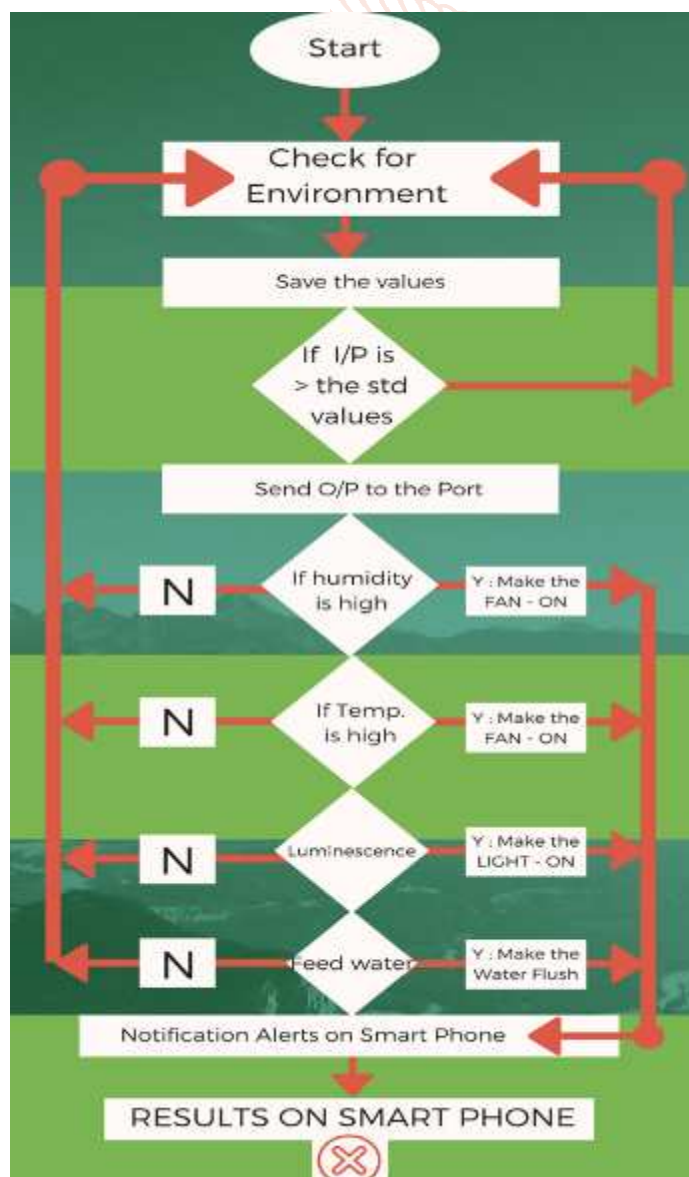 Start
Check for
Environment
Save the values
If I/P is
> the std
values
Send O/P to the Port
N
If humidity
is high
Y : Make the
FAN - ON
N
If Temp.
is high
Y : Make the
FAN - ON
N
Luminescence
Y : Make the
LIGHT - ON
N
Feed water
Y : Make the
Water Flush
Notification Alerts on Smart Phone
RESULTS ON SMART PHONE